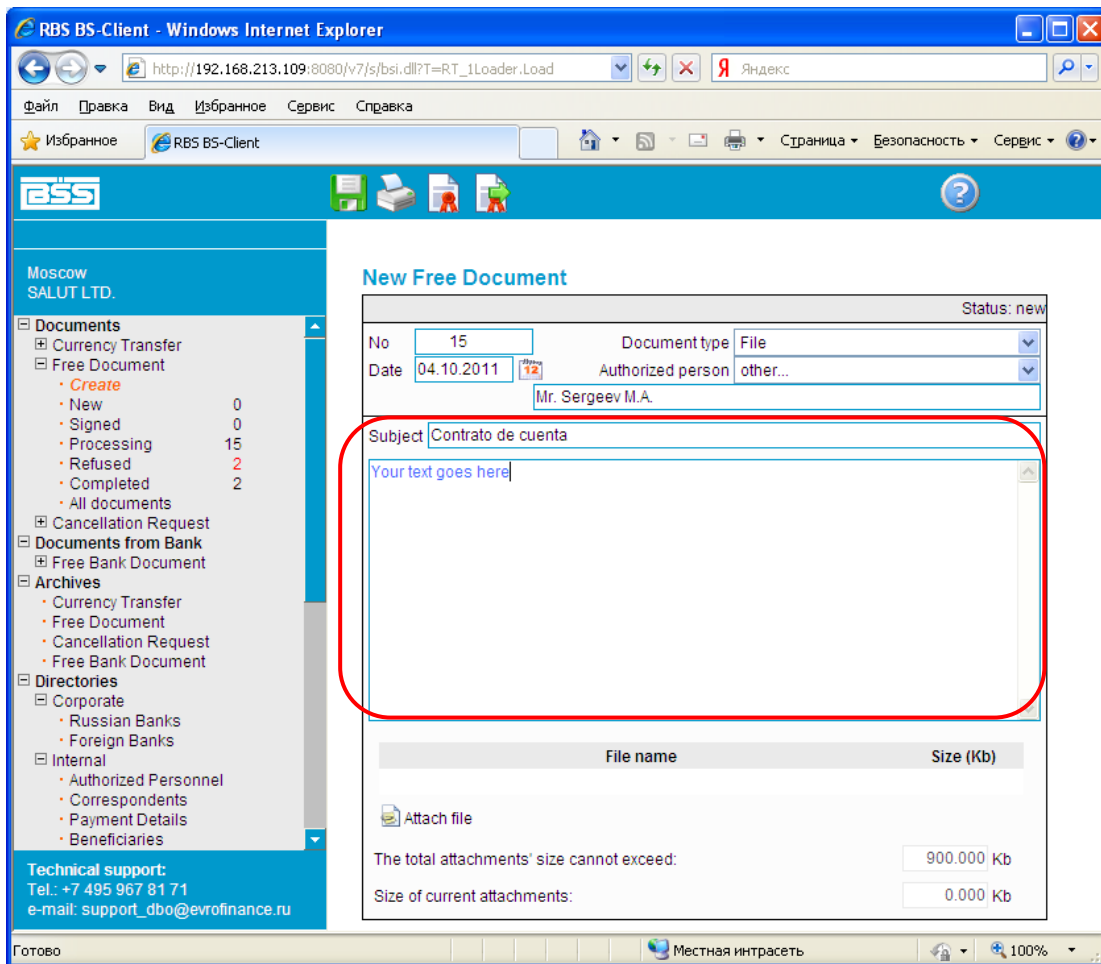 RBS BS-Client - Windows Internet Explorer
http://192.168.213.109:8080/v7/s/bsi.dll?T=RT_1Loader.Load
Я Яндекс
Файл Правка Вид Избранное Сервис Справка
Избранное RBS BS-Client Страница Безопасность Сервис
BSS
Moscow
SALUT LTD.
Documents
Currency Transfer
Free Document
Create
New 0
Signed 0
Processing 15
Refused 2
Completed 2
All documents
Cancellation Request
Documents from Bank
Free Bank Document
Archives
Currency Transfer
Free Document
Cancellation Request
Free Bank Document
Directories
Corporate
Russian Banks
Foreign Banks
Internal
Authorized Personnel
Correspondents
Payment Details
Beneficiaries
Technical support:
Tel.: +7 495 967 81 71
e-mail: support_dbo@evrofinance.ru
New Free Document
Status: new
No 15 Document type File
Date 04.10.2011 12 Authorized person other...
Mr. Sergeev M.A.
Subject Contrato de cuenta
Your text goes here
File name Size (Kb)
Attach file
The total attachments' size cannot exceed: 900.000 Kb
Size of current attachments: 0.000 Kb
Готово Местная интрасеть 100%